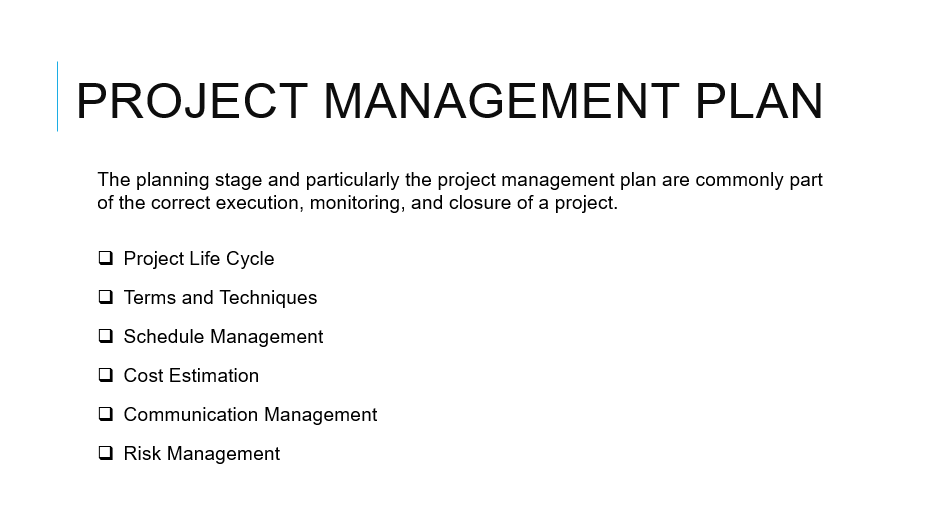 PROJECT MANAGEMENT PLAN
The planning stage and particularly the project management plan are commonly part
of the correct execution, monitoring, and closure of a project.
❑ Project Life Cycle
❑ Terms and Techniques
❑ Schedule Management
❑ Cost Estimation
❑ Communication Management
❑ Risk Management